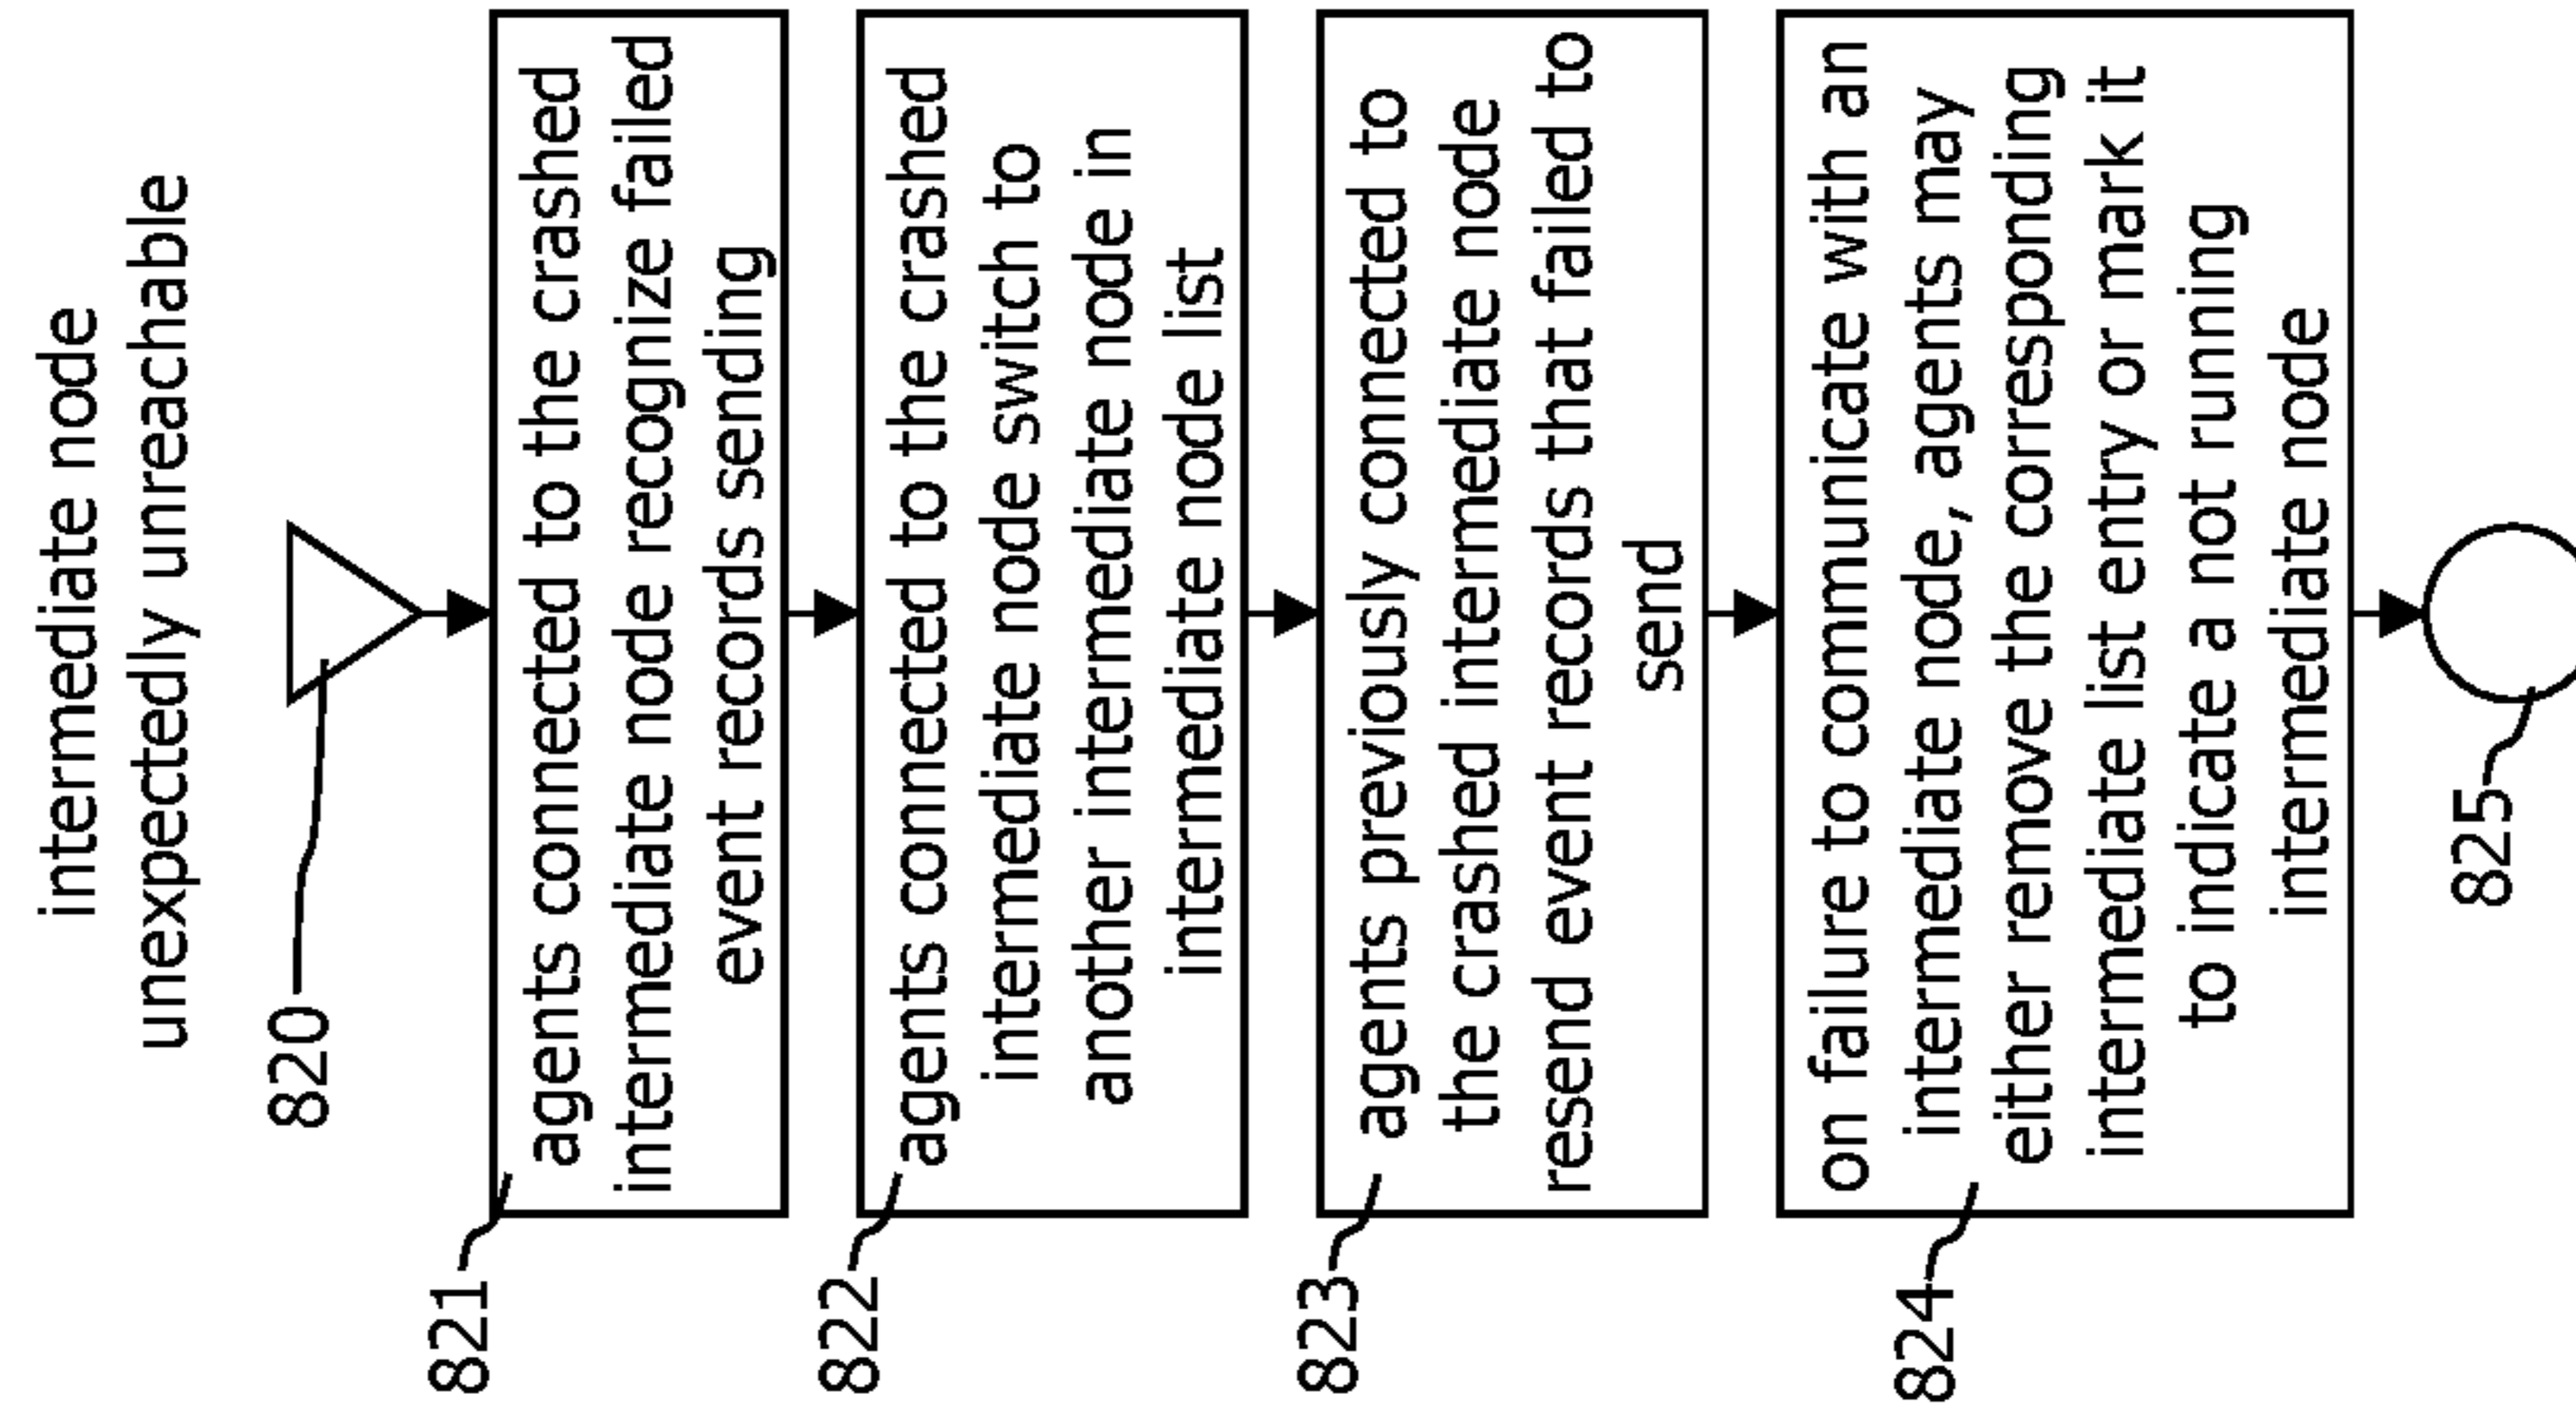 intermediate node
unexpectedly unreachable
820
821
agents connected to the crashed
intermediate node recognize failed
event records sending
822
agents connected to the crashed
intermediate node switch to
another intermediate node in
intermediate node list
823
agents previously connected to
the crashed intermediate node
resend event records that failed to
send
824
on failure to communicate with an
intermediate node, agents may
either remove the corresponding
intermediate list entry or mark it
to indicate a not running
intermediate node
825